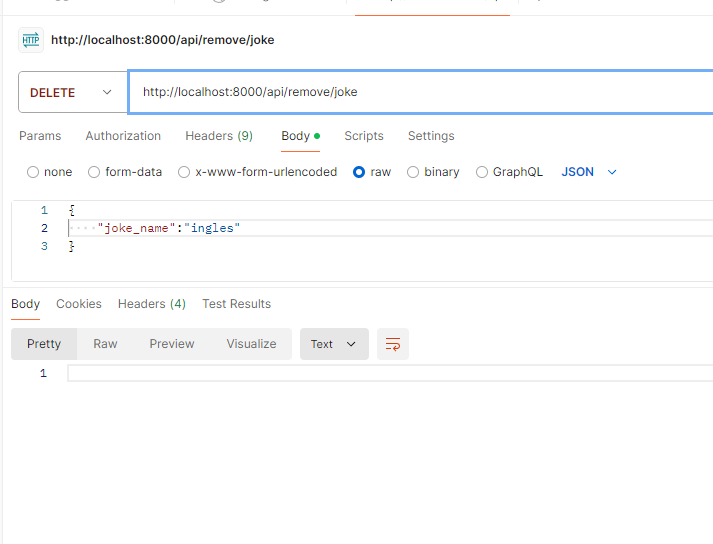 HTTP http://localhost:8000/api/remove/joke
DELETE http://localhost:8000/api/remove/joke
Params Authorization Headers (9) Body Scripts Settings
none form-data x-www-form-urlencoded raw binary GraphQL JSON
1 {
2 ····"joke_name":"ingles"
3 }
Body Cookies Headers (4) Test Results
Pretty Raw Preview Visualize Text
1